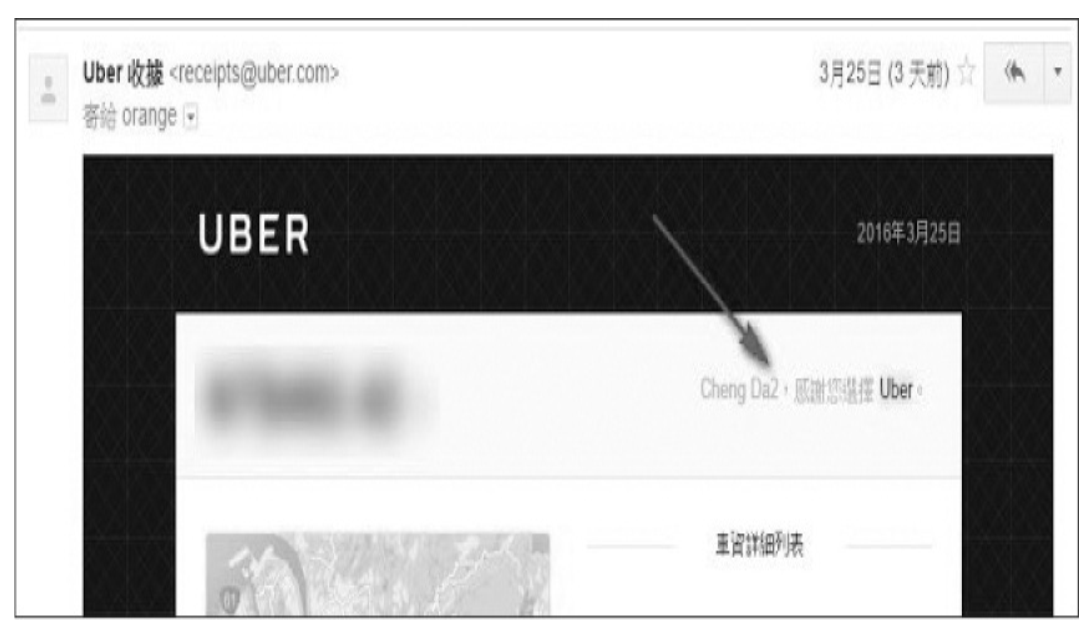 Uber 收據 <receipts@uber.com>
3月25日 (3 天前)
寄給 orange
UBER
2016年3月25日
Cheng Da2，感謝您選擇 Uber。
車資詳細列表
61